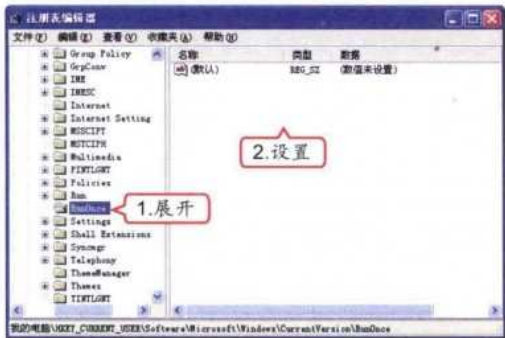 注册表编辑器
文件(F) 编辑(E) 查看(V) 收藏夹(A) 帮助(H)
Group Policy
GrpConv
IME
IMESC
Internet
Internet Setting
MSSCIPT
MSTCIPH
Multimedia
PINTLGNT
Policies
Run
RunOnce
Settings
Shell Extensions
Syncmgr
Telephony
ThemeManager
Themes
TINTLGNT
名称 类型 数据
(默认) REG_SZ (数值未设置)
2.设置
1.展开
我的电脑\HKEY_CURRENT_USER\Software\Microsoft\Windows\CurrentVersion\RunOnce